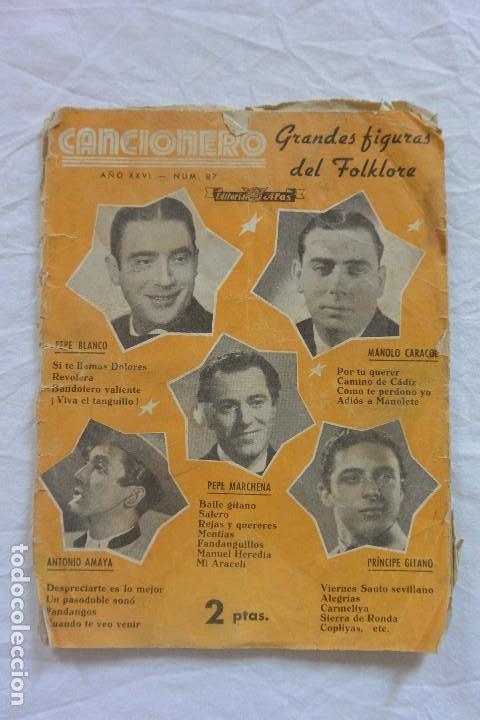 CANCIONERO
AÑO XXVI — NUM. 87
Grandes figuras
del Folklore
Editorial Alas
PEPE BLANCO
Si te llamas Dolores
Revolera
Bandolero valiente
¡Viva el tanguillo!
MANOLO CARACOL
Por tu querer
Camino de Cádiz
Como te perdono yo
Adiós a Manolete
PEPE MARCHENA
Baile gitano
Salero
Rejas y quereres
Mentías
Fandanguillos
Manuel Heredia
Mi Araceli
ANTONIO AMAYA
Despreciarte es lo mejor
Un pasodoble sonó
Fandangos
Cuando te veo venir
PRÍNCIPE GITANO
Viernes Santo sevillano
Alegrías
Carmeliya
Sierra de Ronda
Copliyas, etc.
2 ptas.
todocoleccion.net